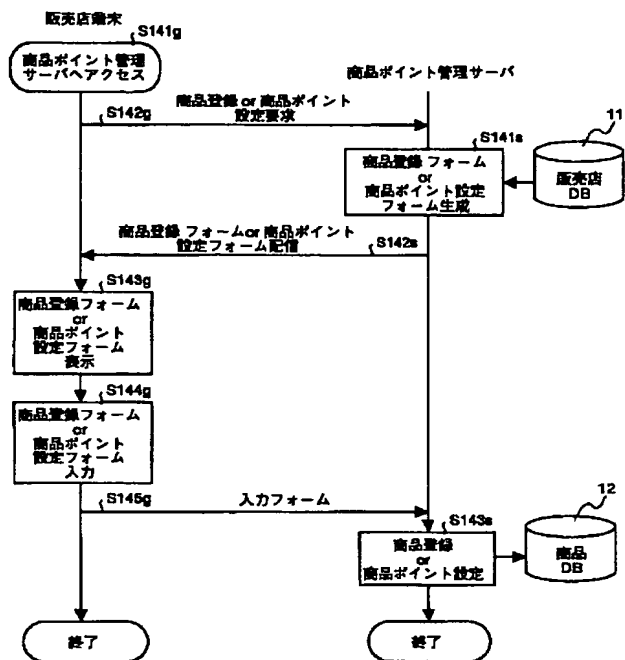 販売店端末
S141g
商品ポイント管理
サーバへアクセス
商品ポイント管理サーバ
商品登録 or 商品ポイント
設定要求
S142g
S141s
11
商品登録 フォーム
or
商品ポイント設定
フォーム生成
販売店
DB
商品登録 フォームor 商品ポイント
設定フォーム配信
S142s
S143g
商品登録フォーム
or
商品ポイント
設定フォーム
表示
S144g
商品登録フォーム
or
商品ポイント
設定フォーム
入力
S145g
入力フォーム
S143s
12
商品登録
or
商品ポイント設定
商品
DB
終了
終了